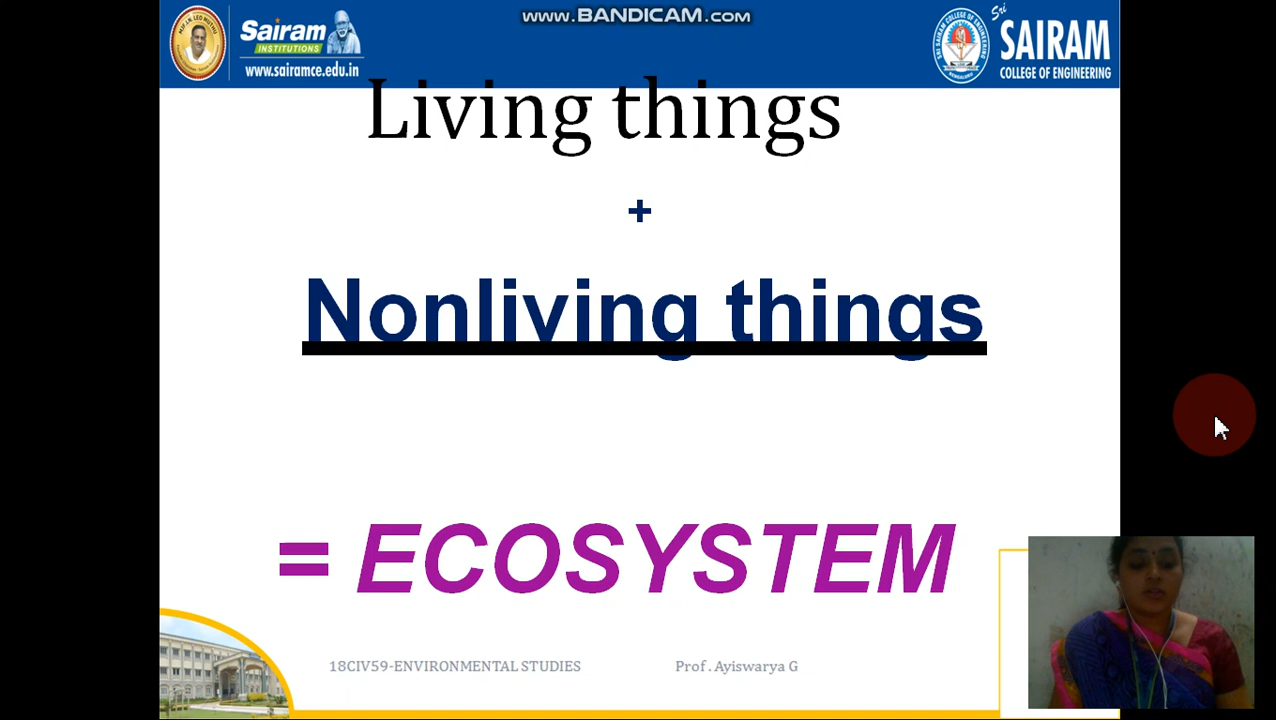 www.BANDICAM.com
Sairam
INSTITUTIONS
www.sairamce.edu.in
Sri
SAIRAM
COLLEGE OF ENGINEERING
Living things
+
Nonliving things
= ECOSYSTEM
18CIV59-ENVIRONMENTAL STUDIES
Prof . Ayiswarya G